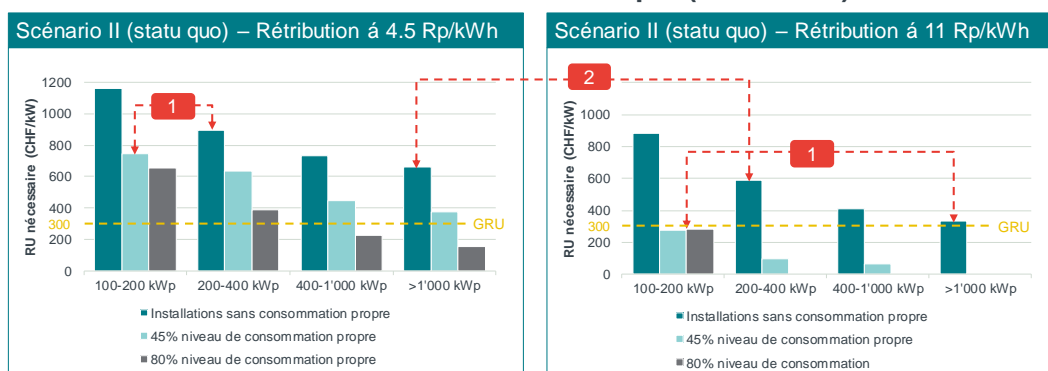 Scénario II (statu quo) – Rétribution á 4.5 Rp/kWh
RU nécessaire (CHF/kW)
1200
1000
800
600
400
300
200
0
1
GRU
100-200 kWp
200-400 kWp
400-1'000 kWp
>1'000 kWp
Installations sans consommation propre
45% niveau de consommation propre
80% niveau de consommation propre
2
Scénario II (statu quo) – Rétribution á 11 Rp/kWh
RU nécessaire (CHF/kW)
1200
1000
800
600
400
300
200
0
1
GRU
100-200 kWp
200-400 kWp
400-1'000 kWp
>1'000 kWp
Installations sans consommation propre
45% niveau de consommation propre
80% niveau de consommation